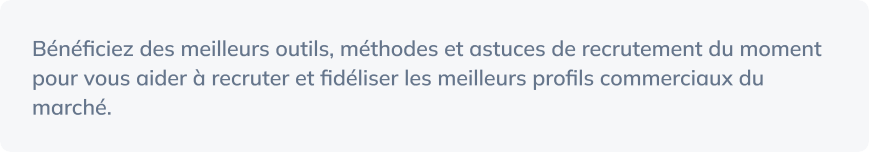 Bénéficiez des meilleurs outils, méthodes et astuces de recrutement du moment
pour vous aider à recruter et fidéliser les meilleurs profils commerciaux du
marché.